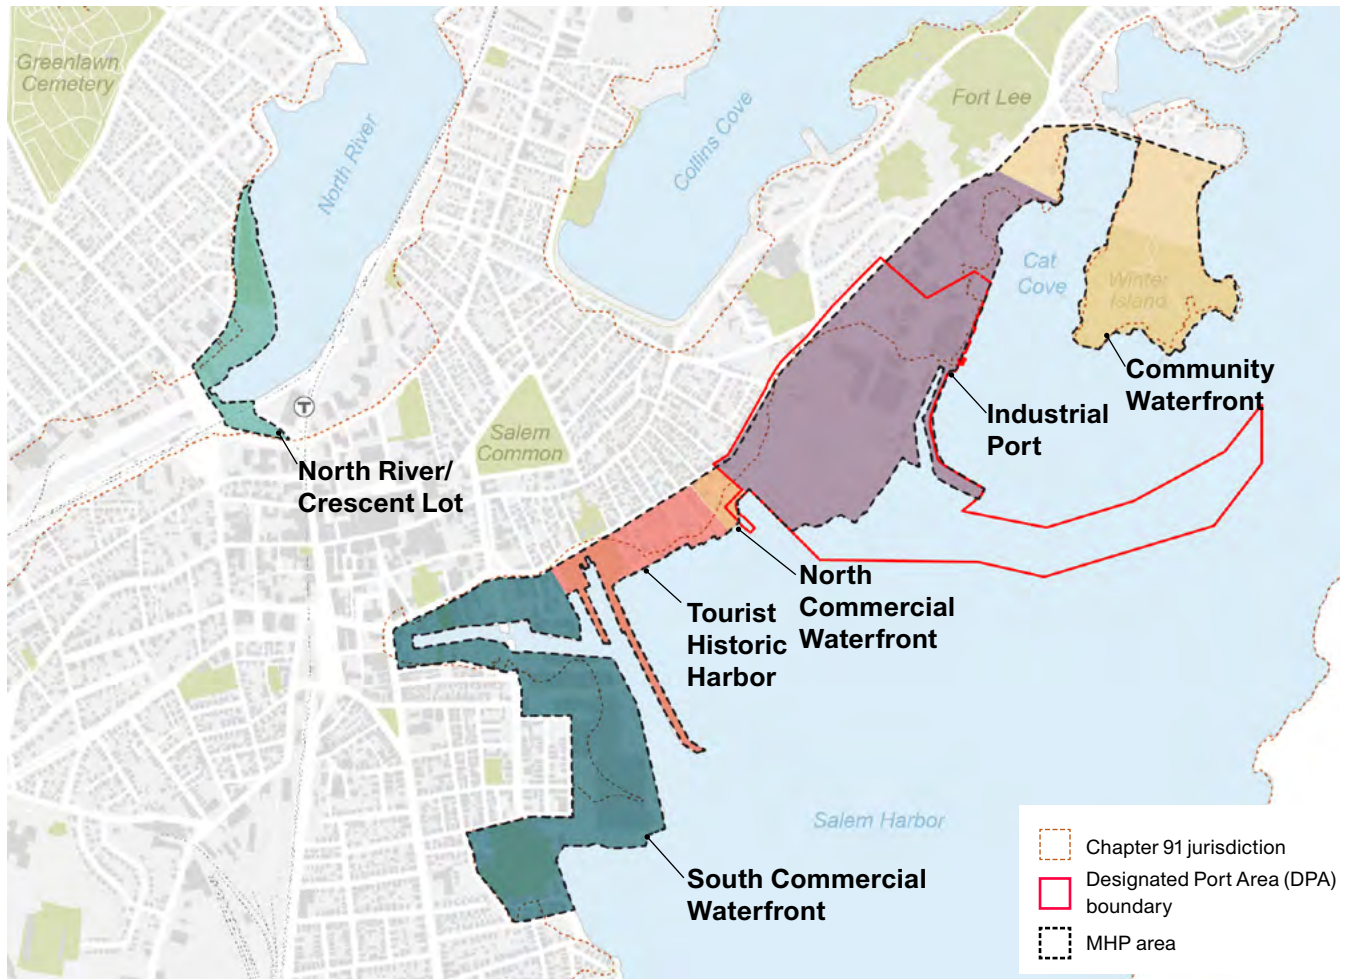 Greenlawn
Cemetery
North River
Collins Cove
Fort Lee
Cat
Cove
Winter
Island
Community
Waterfront
Industrial
Port
T
Salem
Common
North River/
Crescent Lot
North
Commercial
Waterfront
Tourist
Historic
Harbor
Salem Harbor
South Commercial
Waterfront
Chapter 91 jurisdiction
Designated Port Area (DPA)
boundary
MHP area